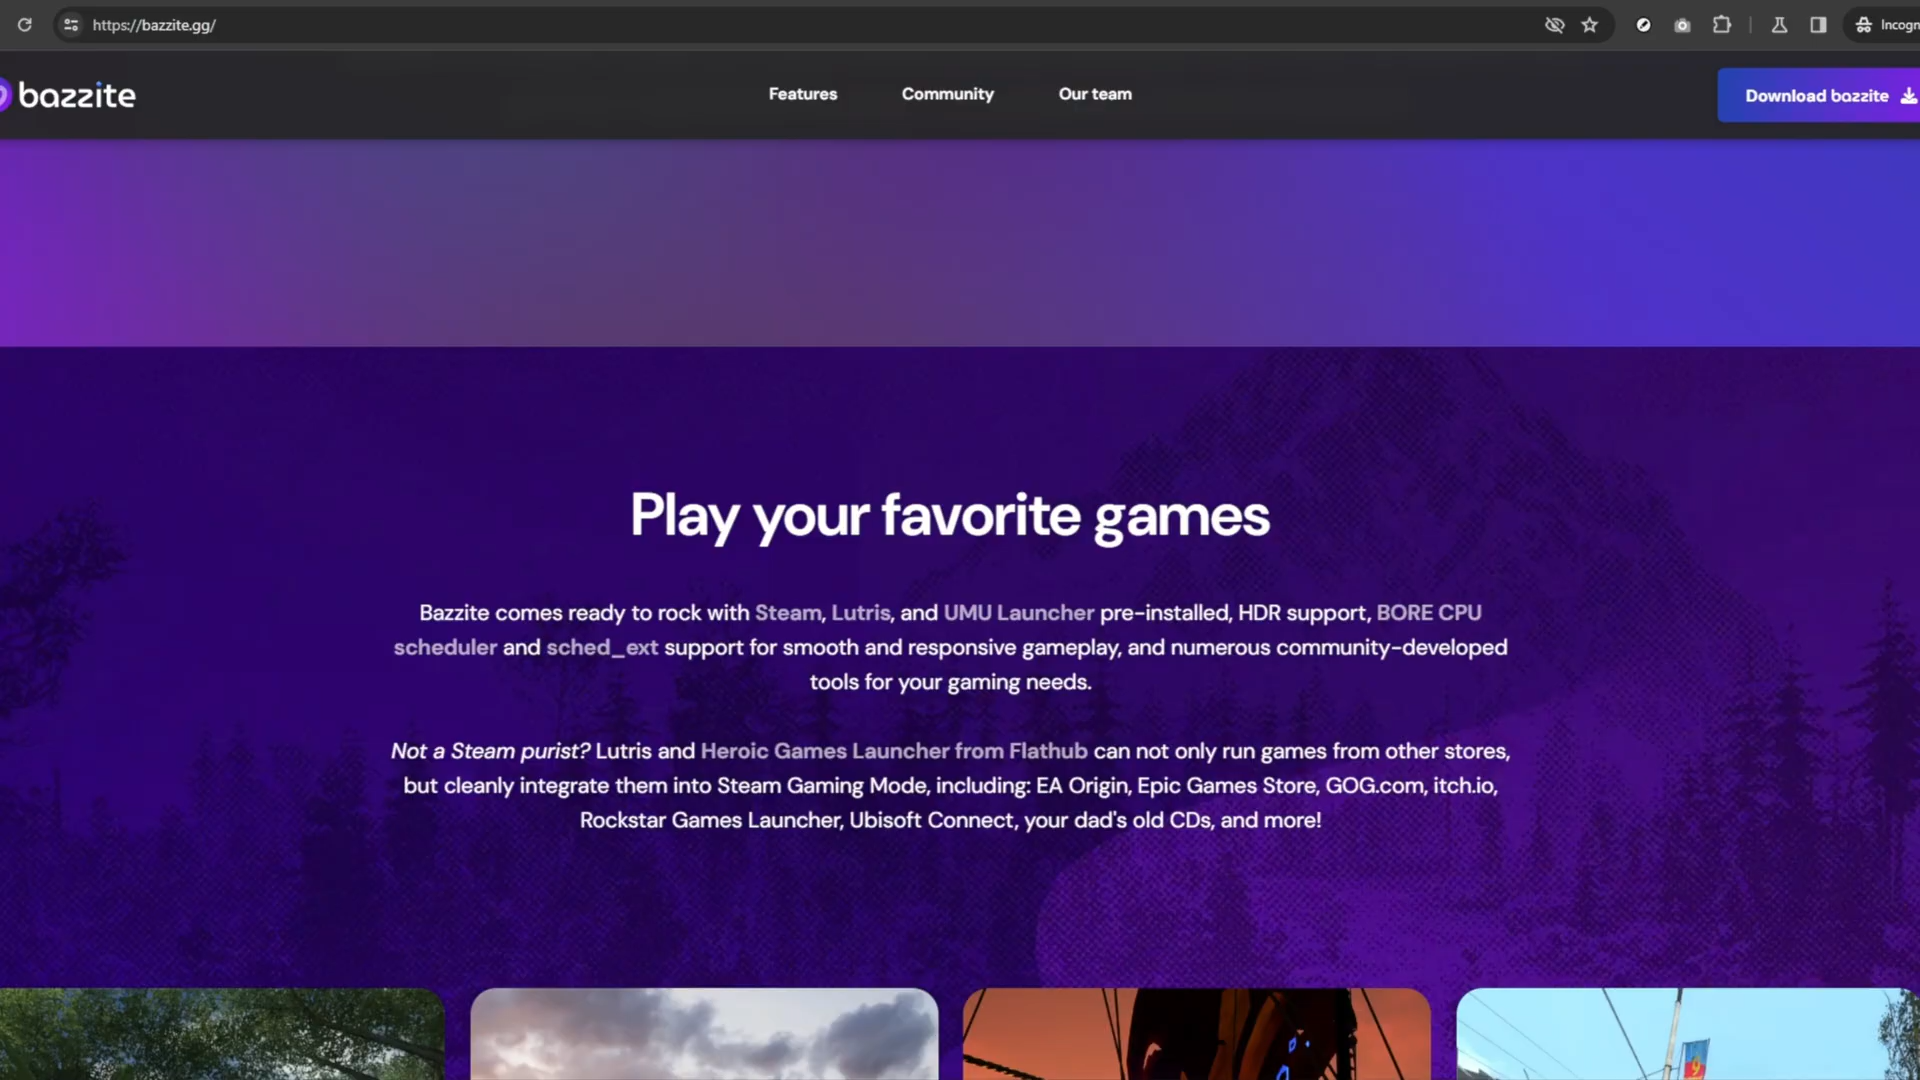 https://bazzite.gg/
Incogn
bazzite
Features
Community
Our team
Download bazzite
Play your favorite games
Bazzite comes ready to rock with Steam, Lutris, and UMU Launcher pre-installed, HDR support, BORE CPU
scheduler and sched_ext support for smooth and responsive gameplay, and numerous community-developed
tools for your gaming needs.
Not a Steam purist? Lutris and Heroic Games Launcher from Flathub can not only run games from other stores,
but cleanly integrate them into Steam Gaming Mode, including: EA Origin, Epic Games Store, GOG.com, itch.io,
Rockstar Games Launcher, Ubisoft Connect, your dad's old CDs, and more!
9